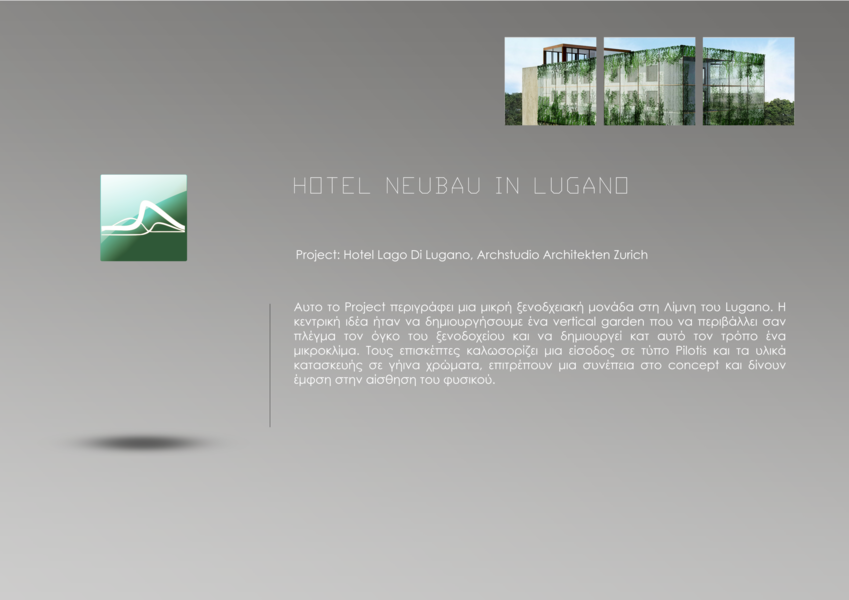 HOTEL NEUBAU IN LUGANO
Project: Hotel Lago Di Lugano, Archstudio Architekten Zurich
Αυτο το Project περιγράφει μια μικρή ξενοδχειακή μονάδα στη Λίμνη του Lugano. Η
κεντρική ιδέα ήταν να δημιουργήσουμε ένα vertical garden που να περιβάλλει σαν
πλέγμα τον όγκο του ξενοδοχείου και να δημιουργεί κατ αυτό τον τρόπο ένα
μικροκλίμα. Τους επισκέπτες καλωσορίζει μια είσοδος σε τύπο Pilotis και τα υλικά
κατασκευής σε γήινα χρώματα, επιτρέπουν μια συνέπεια στο concept και δίνουν
έμφση στην αίσθηση του φυσικού.